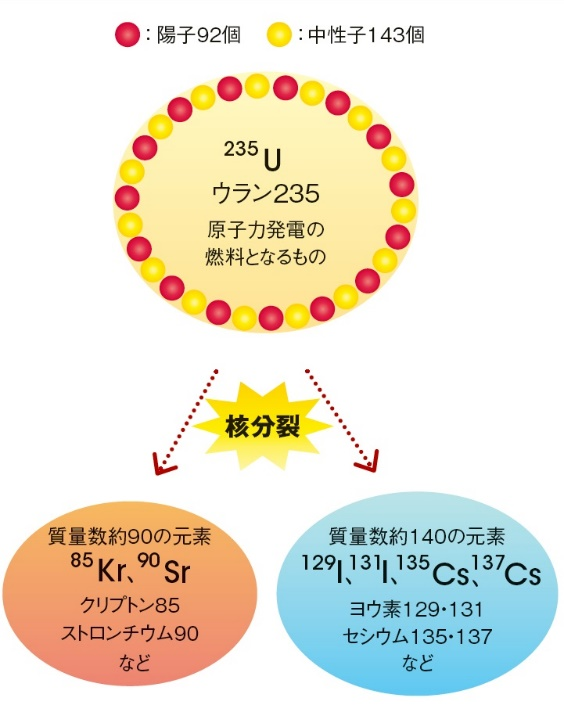 ：陽子92個　：中性子143個
²³⁵U
ウラン235
原子力発電の
燃料となるもの
核分裂
質量数約90の元素
⁸⁵Kr、⁹⁰Sr
クリプトン85
ストロンチウム90
など
質量数約140の元素
¹²⁹I、¹³¹I、¹³⁵Cs、¹³⁷Cs
ヨウ素129・131
セシウム135・137
など